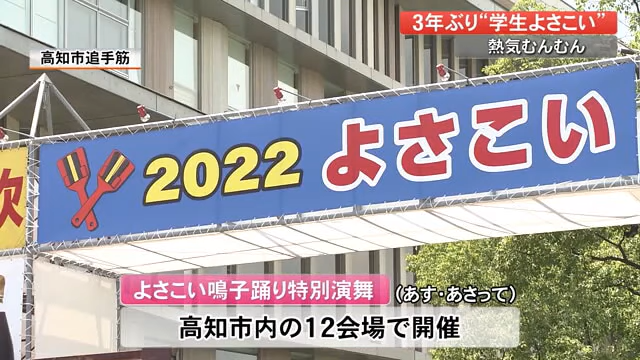 高知市追手筋
3年ぶり“学生よさこい”
熱気むんむん
2022 よさこい
歓
よさこい鳴子踊り特別演舞
(あす・あさって)
高知市内の12会場で開催